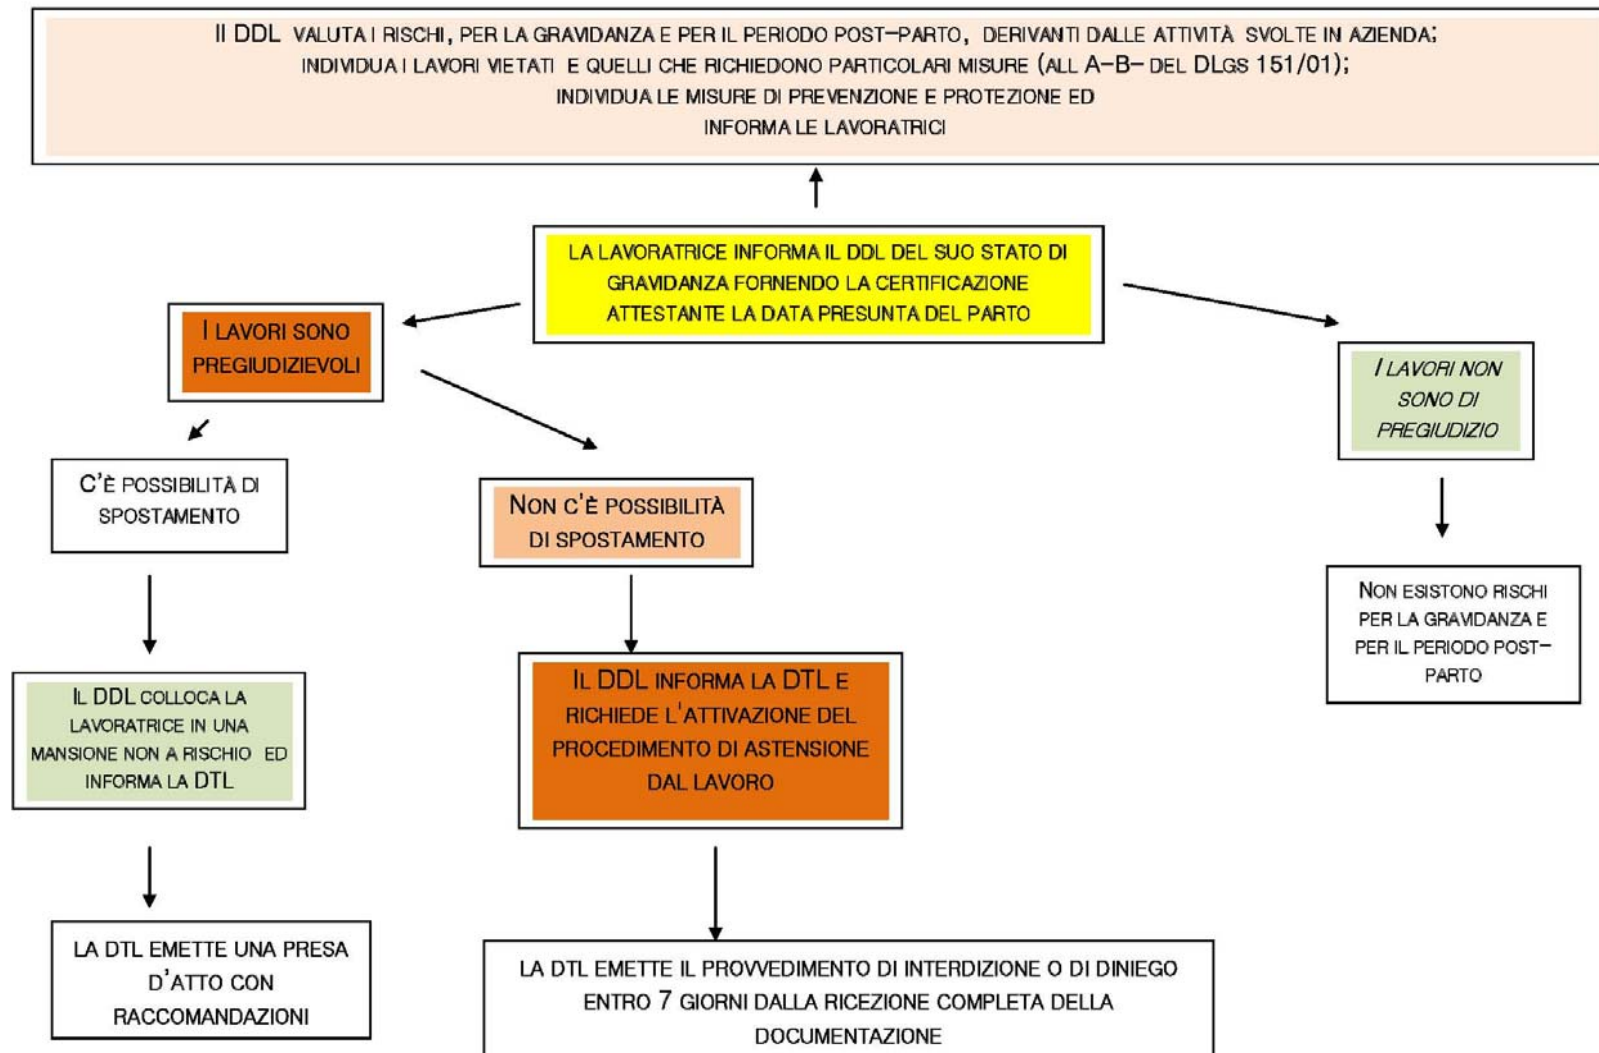 Il DDL VALUTA I RISCHI, PER LA GRAVIDANZA E PER IL PERIODO POST-PARTO, DERIVANTI DALLE ATTIVITÀ SVOLTE IN AZIENDA;
INDIVIDUA I LAVORI VIETATI E QUELLI CHE RICHIEDONO PARTICOLARI MISURE (ALL A-B- DEL DLGS 151/01);
INDIVIDUA LE MISURE DI PREVENZIONE E PROTEZIONE ED
INFORMA LE LAVORATRICI
LA LAVORATRICE INFORMA IL DDL DEL SUO STATO DI
GRAVIDANZA FORNENDO LA CERTIFICAZIONE
ATTESTANTE LA DATA PRESUNTA DEL PARTO
I LAVORI SONO
PREGIUDIZIEVOLI
I LAVORI NON
SONO DI
PREGIUDIZIO
C'È POSSIBILITÀ DI
SPOSTAMENTO
NON C'È POSSIBILITÀ
DI SPOSTAMENTO
NON ESISTONO RISCHI
PER LA GRAVIDANZA E
PER IL PERIODO POST-
PARTO
IL DDL COLLOCA LA
LAVORATRICE IN UNA
MANSIONE NON A RISCHIO ED
INFORMA LA DTL
IL DDL INFORMA LA DTL E
RICHIEDE L'ATTIVAZIONE DEL
PROCEDIMENTO DI ASTENSIONE
DAL LAVORO
LA DTL EMETTE UNA PRESA
D'ATTO CON
RACCOMANDAZIONI
LA DTL EMETTE IL PROVVEDIMENTO DI INTERDIZIONE O DI DINIEGO
ENTRO 7 GIORNI DALLA RICEZIONE COMPLETA DELLA
DOCUMENTAZIONE